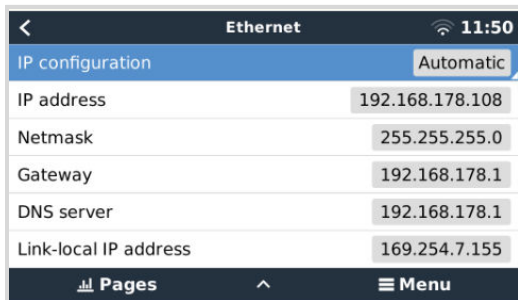 Ethernet 11:50
IP configuration Automatic
IP address 192.168.178.108
Netmask 255.255.255.0
Gateway 192.168.178.1
DNS server 192.168.178.1
Link-local IP address 169.254.7.155
Pages Menu